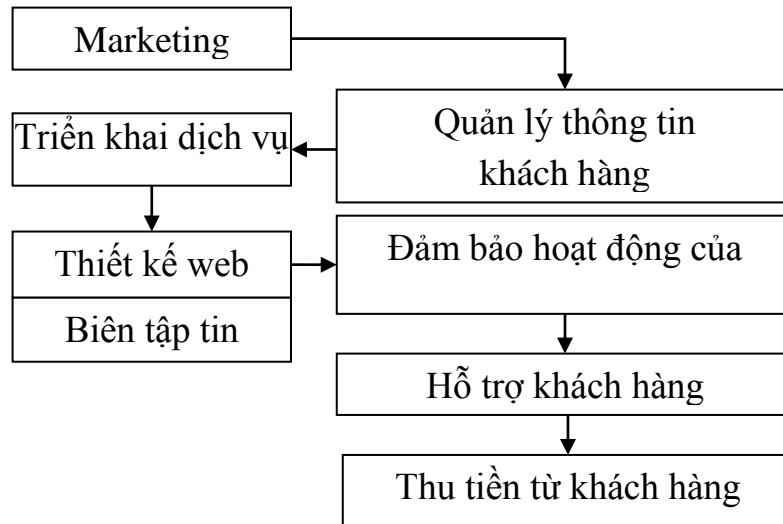 Marketing
Quản lý thông tin
khách hàng
Triển khai dịch vụ
Thiết kế web
Biên tập tin
Đảm bảo hoạt động của
Hỗ trợ khách hàng
Thu tiền từ khách hàng